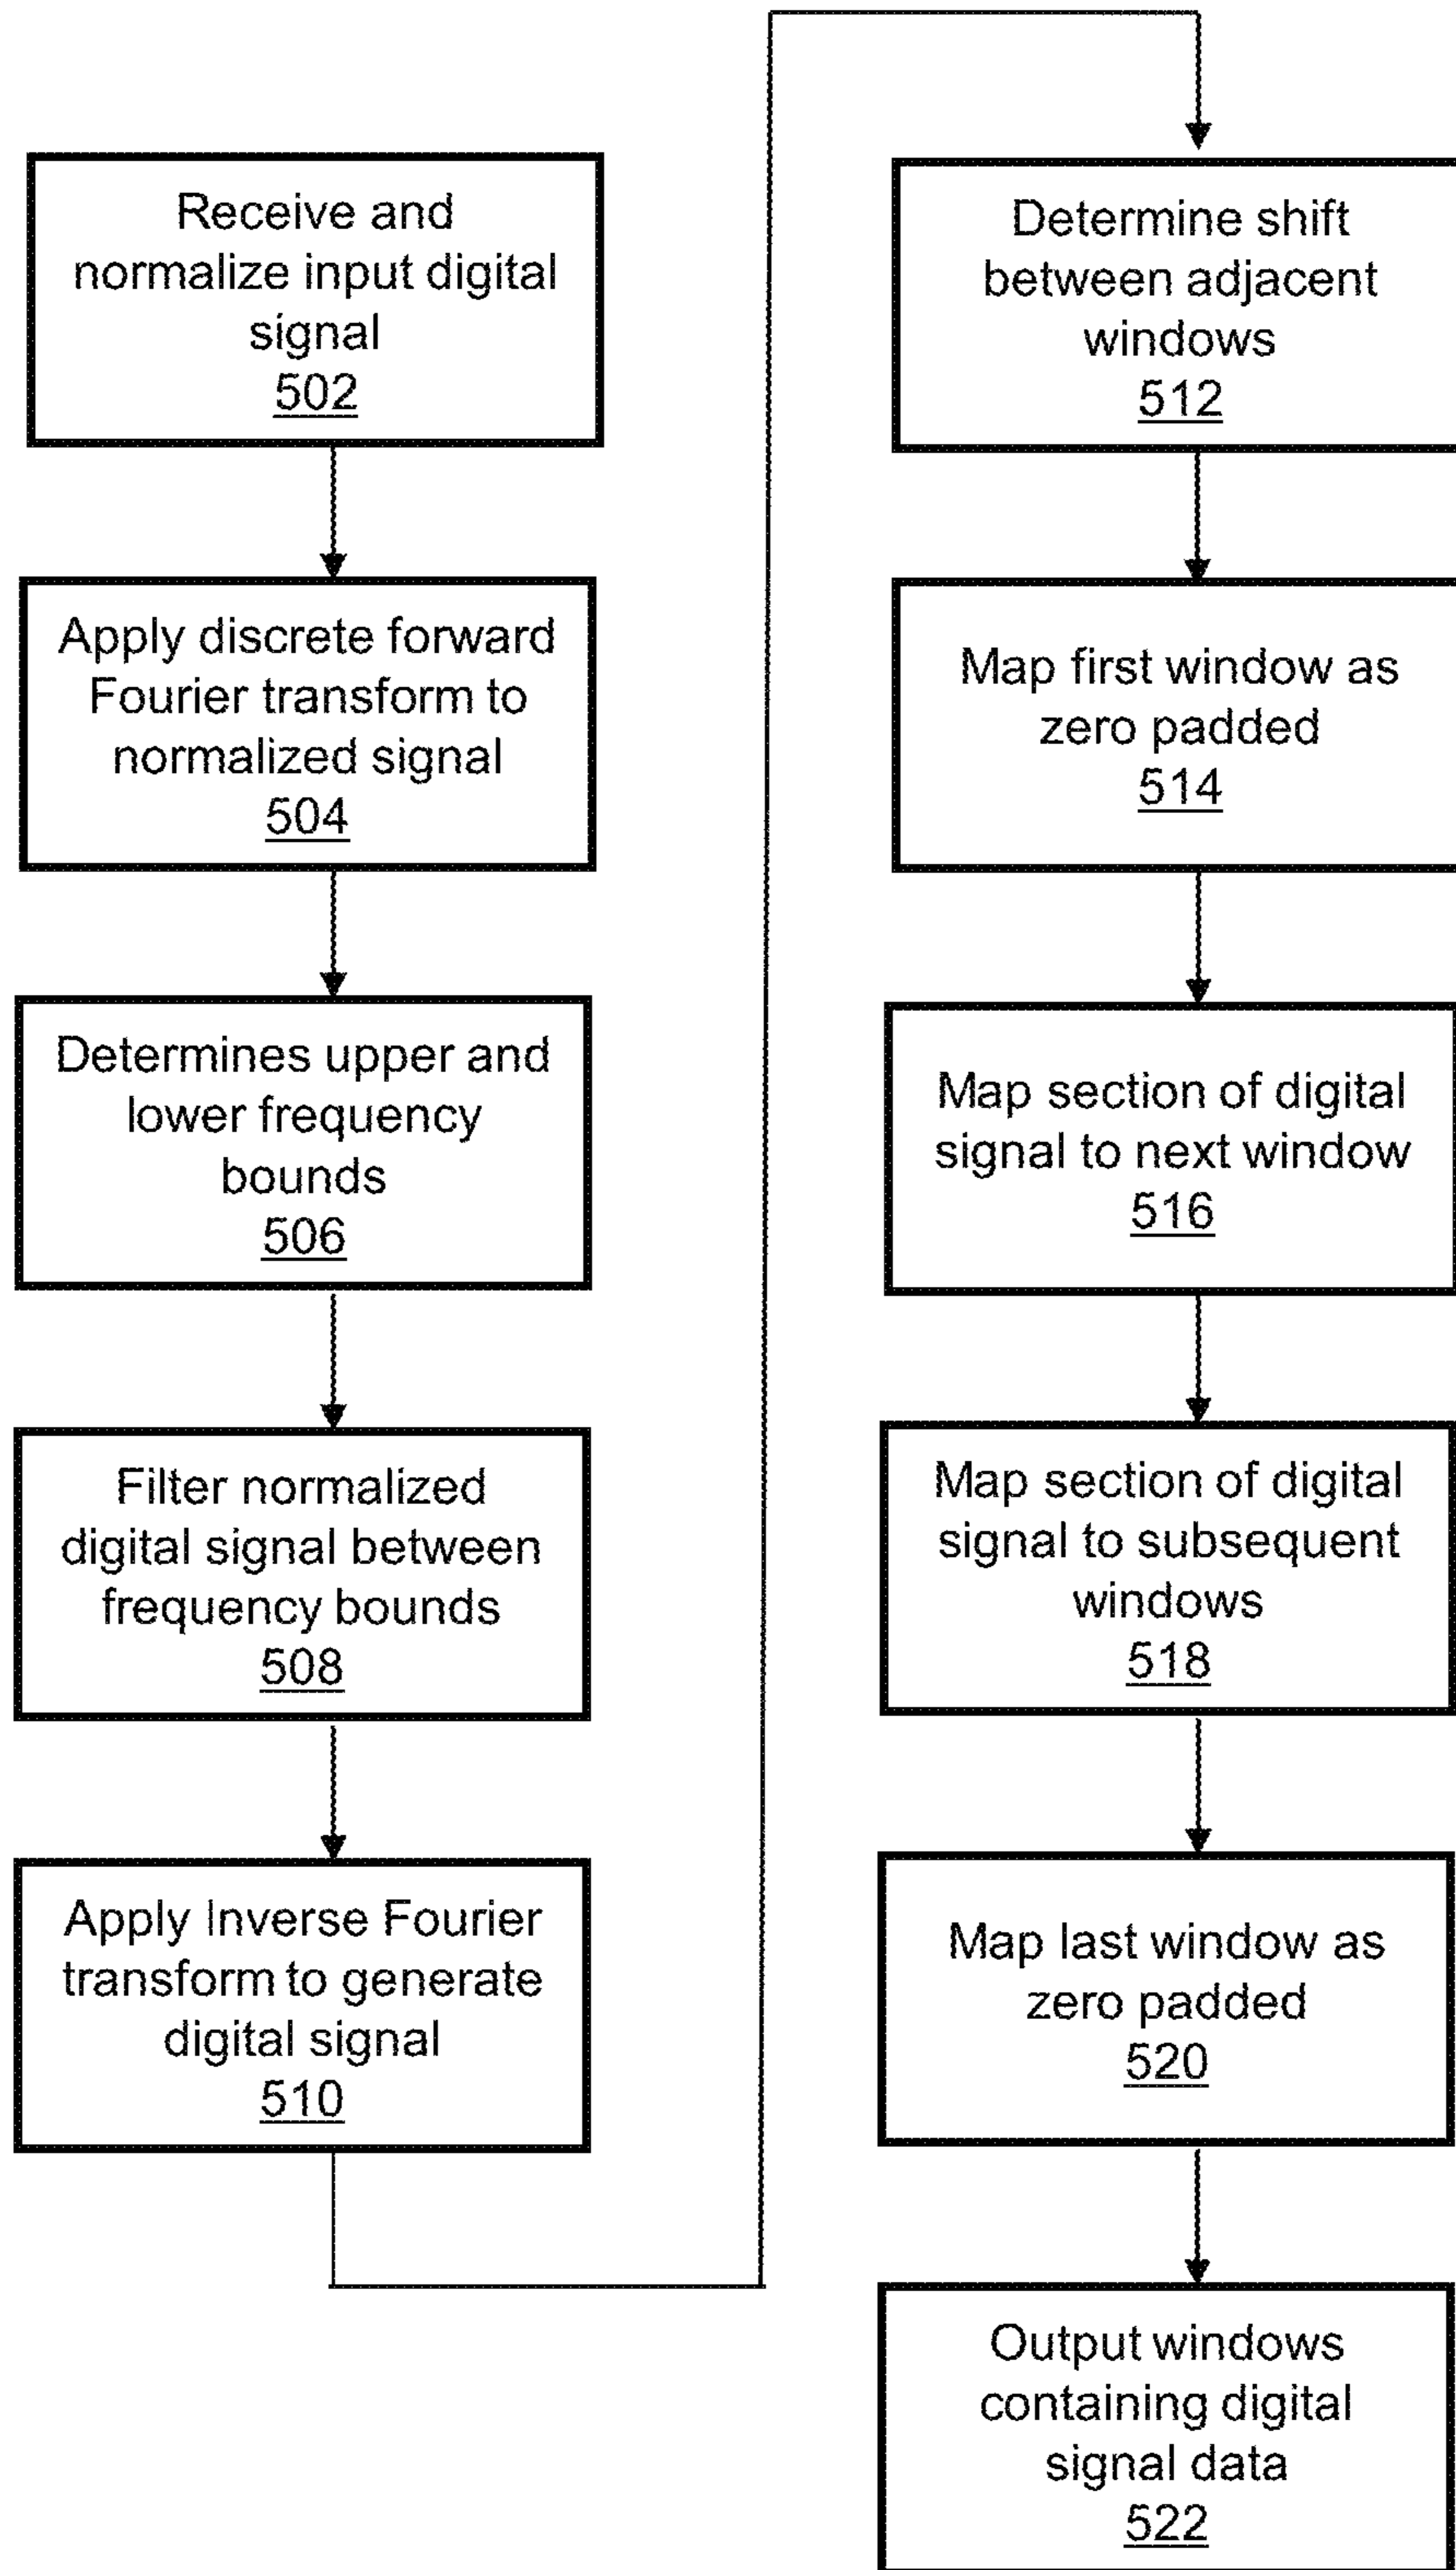 Receive and
normalize input digital
signal
502
Apply discrete forward
Fourier transform to
normalized signal
504
Determines upper and
lower frequency
bounds
506
Filter normalized
digital signal between
frequency bounds
508
Apply Inverse Fourier
transform to generate
digital signal
510
Determine shift
between adjacent
windows
512
Map first window as
zero padded
514
Map section of digital
signal to next window
516
Map section of digital
signal to subsequent
windows
518
Map last window as
zero padded
520
Output windows
containing digital
signal data
522